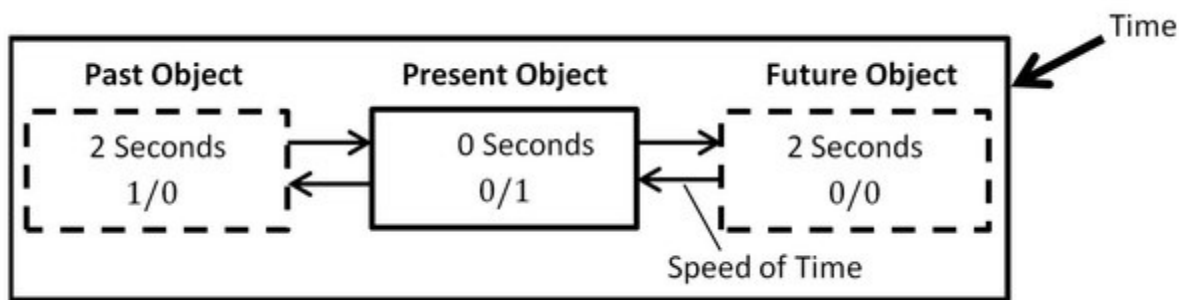 Time
Past Object Present Object Future Object
2 Seconds 0 Seconds 2 Seconds
1/0 0/1 0/0
Speed of Time